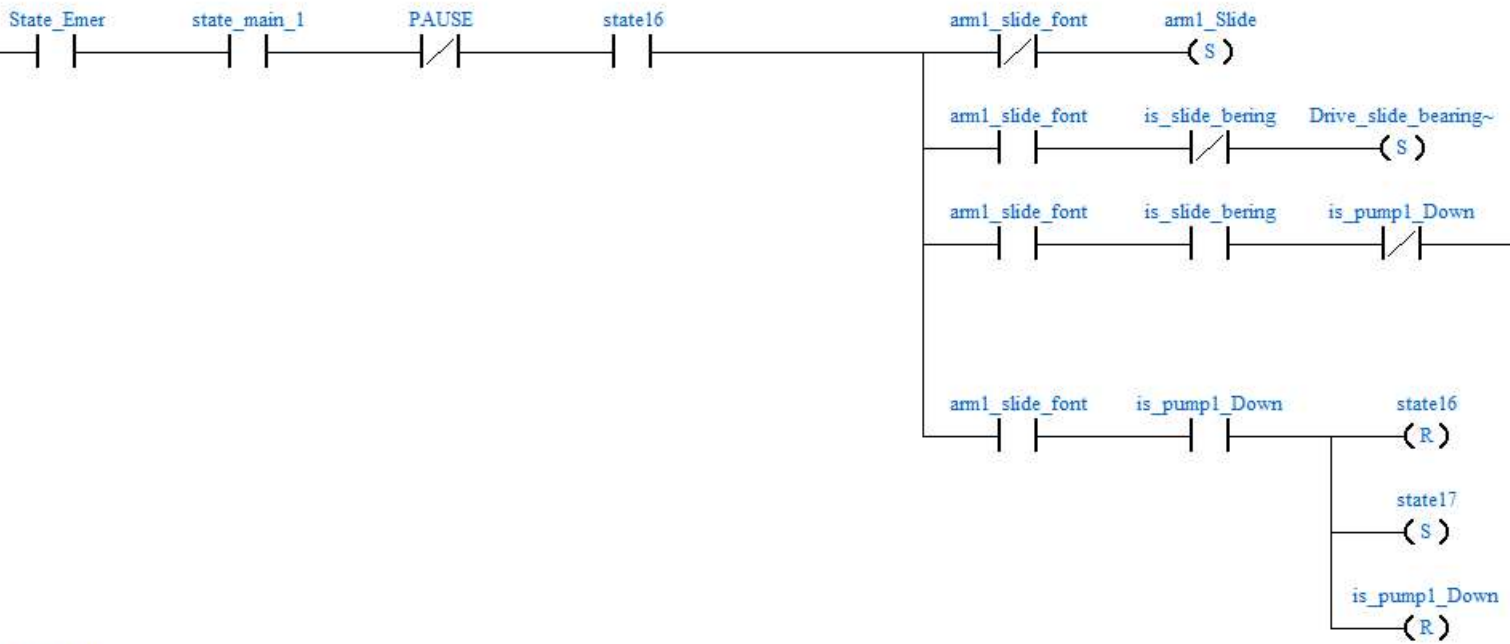 State_Emer state_main_1 PAUSE state16 arm1_slide_font arm1_Slide
S
arm1_slide_font is_slide_bering Drive_slide_bearing~
S
arm1_slide_font is_slide_bering is_pump1_Down
arm1_slide_font is_pump1_Down state16
R
state17
S
is_pump1_Down
R